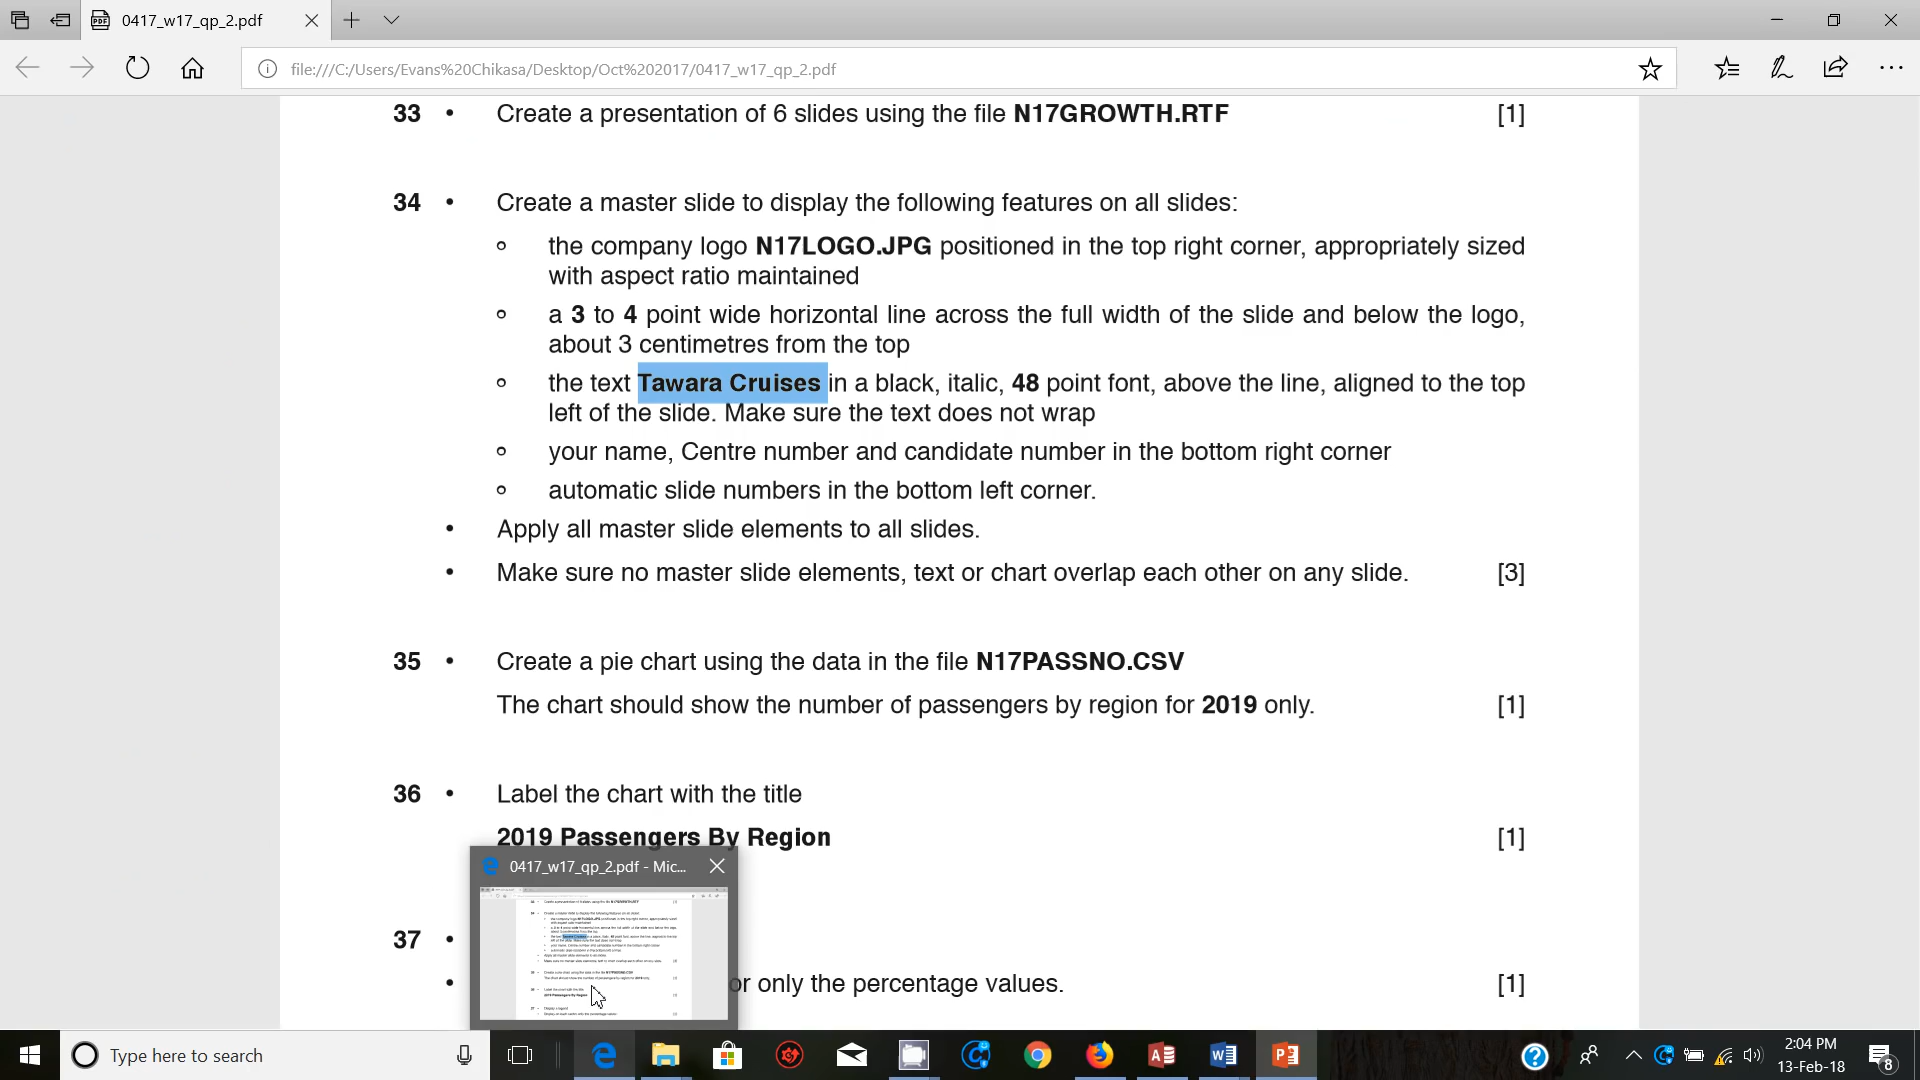 0417_w17_qp_2.pdf
file:///C:/Users/Evans%20Chikasa/Desktop/Oct%202017/0417_w17_qp_2.pdf
33 • Create a presentation of 6 slides using the file N17GROWTH.RTF [1]
34 • Create a master slide to display the following features on all slides:
o the company logo N17LOGO.JPG positioned in the top right corner, appropriately sized
with aspect ratio maintained
o a 3 to 4 point wide horizontal line across the full width of the slide and below the logo,
about 3 centimetres from the top
o the text Tawara Cruises in a black, italic, 48 point font, above the line, aligned to the top
left of the slide. Make sure the text does not wrap
o your name, Centre number and candidate number in the bottom right corner
o automatic slide numbers in the bottom left corner.
• Apply all master slide elements to all slides.
• Make sure no master slide elements, text or chart overlap each other on any slide. [3]
35 • Create a pie chart using the data in the file N17PASSNO.CSV
The chart should show the number of passengers by region for 2019 only. [1]
36 • Label the chart with the title
2019 Passengers By Region [1]
0417_w17_qp_2.pdf - Mic...
37 •
• or only the percentage values. [1]
Type here to search
2:04 PM
13-Feb-18
8